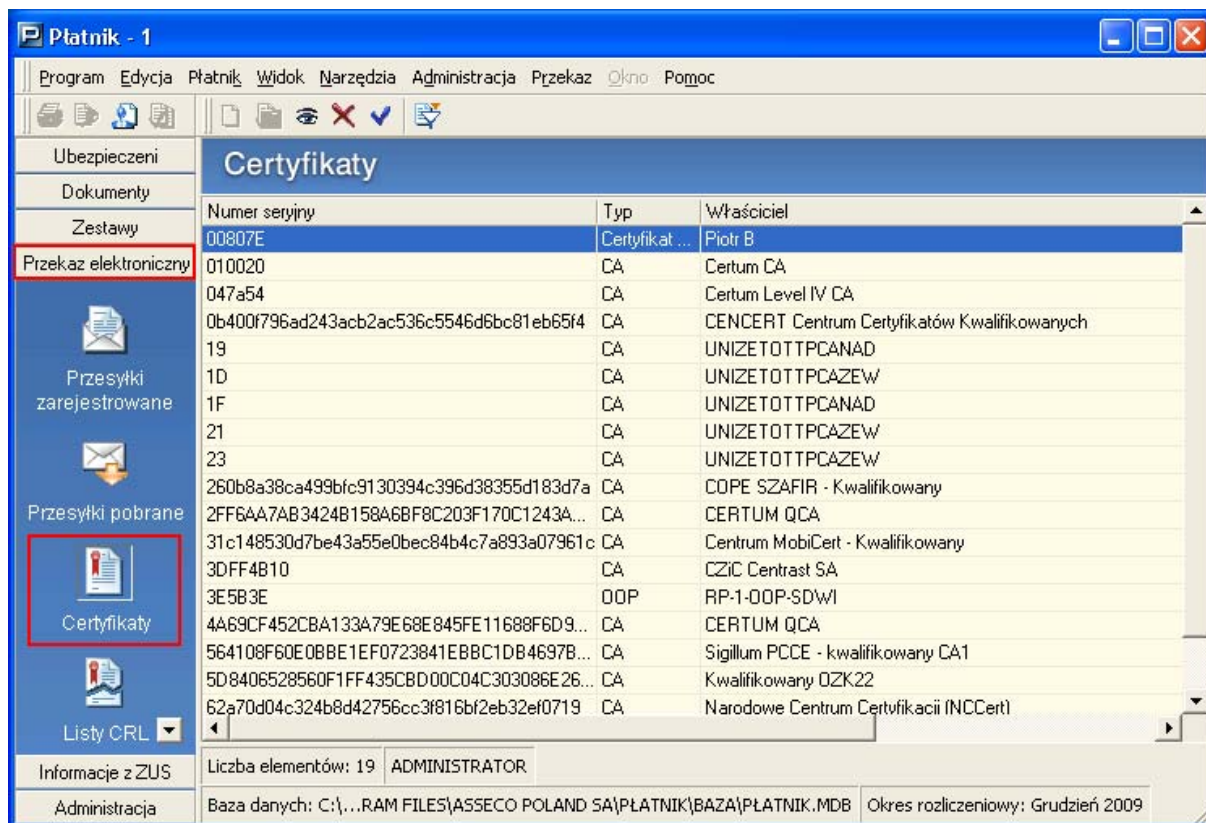 Płatnik - 1
Program Edycja Płatnik Widok Narzędzia Administracja Przekaz Okno Pomoc
Ubezpieczeni
Dokumenty
Zestawy
Przekaz elektroniczny
Przesyłki zarejestrowane
Przesyłki pobrane
Certyfikaty
Listy CRL
Informacje z ZUS
Administracja
Certyfikaty
Numer seryjny Typ Właściciel
00807E Certyfikat ... Piotr B
010020 CA Certum CA
047a54 CA Certum Level IV CA
0b400f796ad243acb2ac536c5546d6bc81eb65f4 CA CENCERT Centrum Certyfikatów Kwalifikowanych
19 CA UNIZETOTTPCANAD
1D CA UNIZETOTTPCAZEW
1F CA UNIZETOTTPCANAD
21 CA UNIZETOTTPCAZEW
23 CA UNIZETOTTPCAZEW
260b8a38ca499bfc9130394c396d38355d183d7a CA COPE SZAFIR - Kwalifikowany
2FF6AA7AB3424B158A6BF8C203F170C1243A... CA CERTUM QCA
31c148530d7be43a55e0bec84b4c7a893a07961c CA Centrum MobiCert - Kwalifikowany
3DFF4B10 CA CZiC Centrast SA
3E5B3E OOP RP-1-OOP-SDWI
4A69CF452CBA133A79E68E845FE11688F6D9... CA CERTUM QCA
564108F60E0BBE1EF0723841EBBC1DB4697B... CA Sigillum PCCE - kwalifikowany CA1
5D8406528560F1FF435CBD00C04C303086E26... CA Kwalifikowany OZK22
62a70d04c324b8d42756cc3f816bf2eb32ef0719 CA Narodowe Centrum Certyfikacji (NCCert)
Liczba elementów: 19 ADMINISTRATOR
Baza danych: C:\...RAM FILES\ASSECO POLAND SA\PŁATNIK\BAZA\PŁATNIK.MDB Okres rozliczeniowy: Grudzień 2009